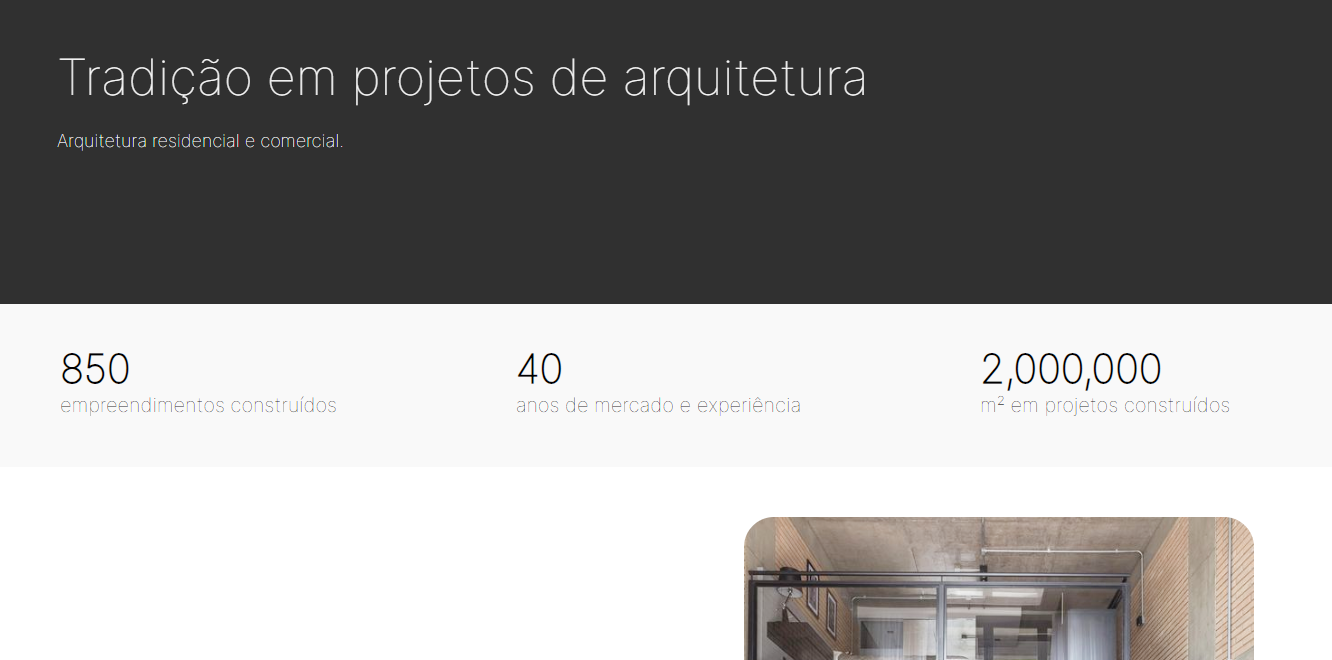 Tradição em projetos de arquitetura
Arquitetura residencial e comercial.
850
empreendimentos construídos
40
anos de mercado e experiência
2,000,000
m² em projetos construídos